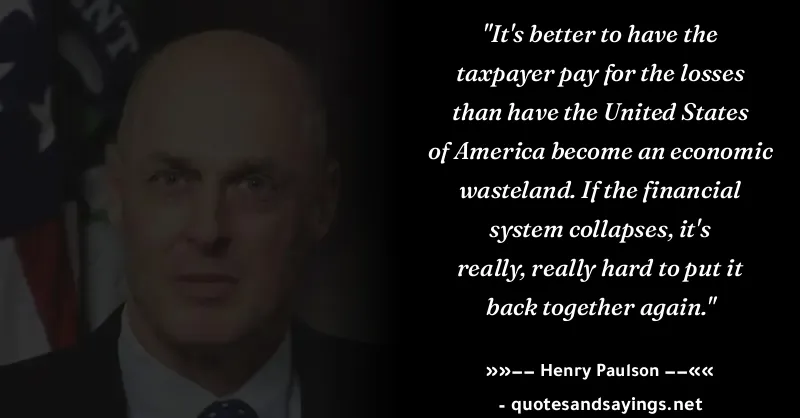 NT
"It's better to have the
taxpayer pay for the losses
than have the United States
of America become an economic
wasteland. If the financial
system collapses, it's
really, really hard to put it
back together again."
»»–– Henry Paulson ––««
- quotesandsayings.net